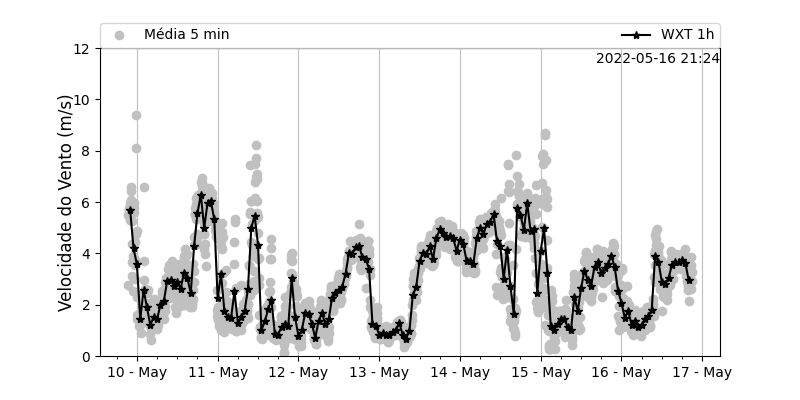 Média 5 min
WXT 1h
2022-05-16 21:24
Velocidade do Vento (m/s)
12
10
8
6
4
2
0
10 - May
11 - May
12 - May
13 - May
14 - May
15 - May
16 - May
17 - May